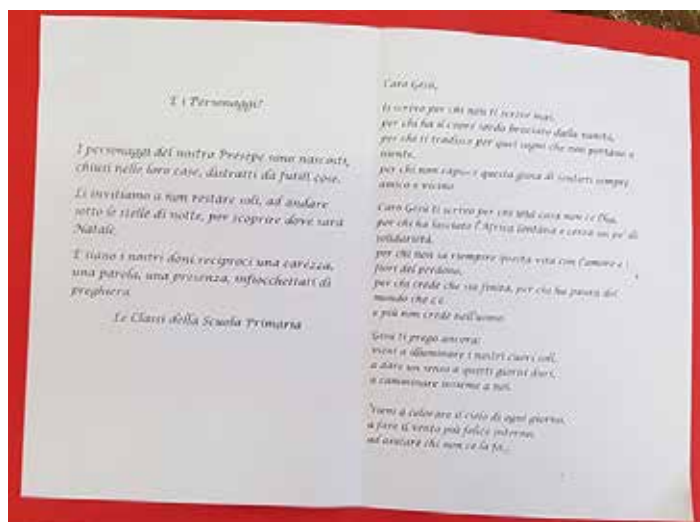 E i Personaggi?
I personaggi del nostro Presepe sono nascosti,
chiusi nelle loro case, distratti da futili cose.
Li invitiamo a non restare soli, ad andare
sotto le stelle di notte, per scoprire dove sarà
Natale.
E siano i nostri doni reciproci una carezza,
una parola, una presenza, infiocchettati di
preghiera.
Le Classi della Scuola Primaria
Caro Gesù,
ti scrivo per chi non ti scrive mai,
per chi ha il cuore sordo bruciato dalla vanità,
per chi ti tradisce per quei sogni che non portano a
niente,
per chi non capisce questa gioia di sentirti sempre
amico e vicino
Caro Gesù ti scrivo per chi una casa non ce l'ha,
per chi ha lasciato l'Africa lontana e cerca un po' di
solidarietà,
per chi non sa riempire questa vita con l'amore e i
fiori del perdono,
per chi crede che sia finita, per chi ha paura del
mondo che c'è
e più non crede nell'uomo.
Gesù ti prego ancora:
vieni a illuminare i nostri cuori soli,
a dare un senso a questi giorni duri,
a camminare insieme a noi.
Vieni a colorare il cielo di ogni giorno,
a fare il vento più felice intorno,
ad aiutare chi non ce la fa...